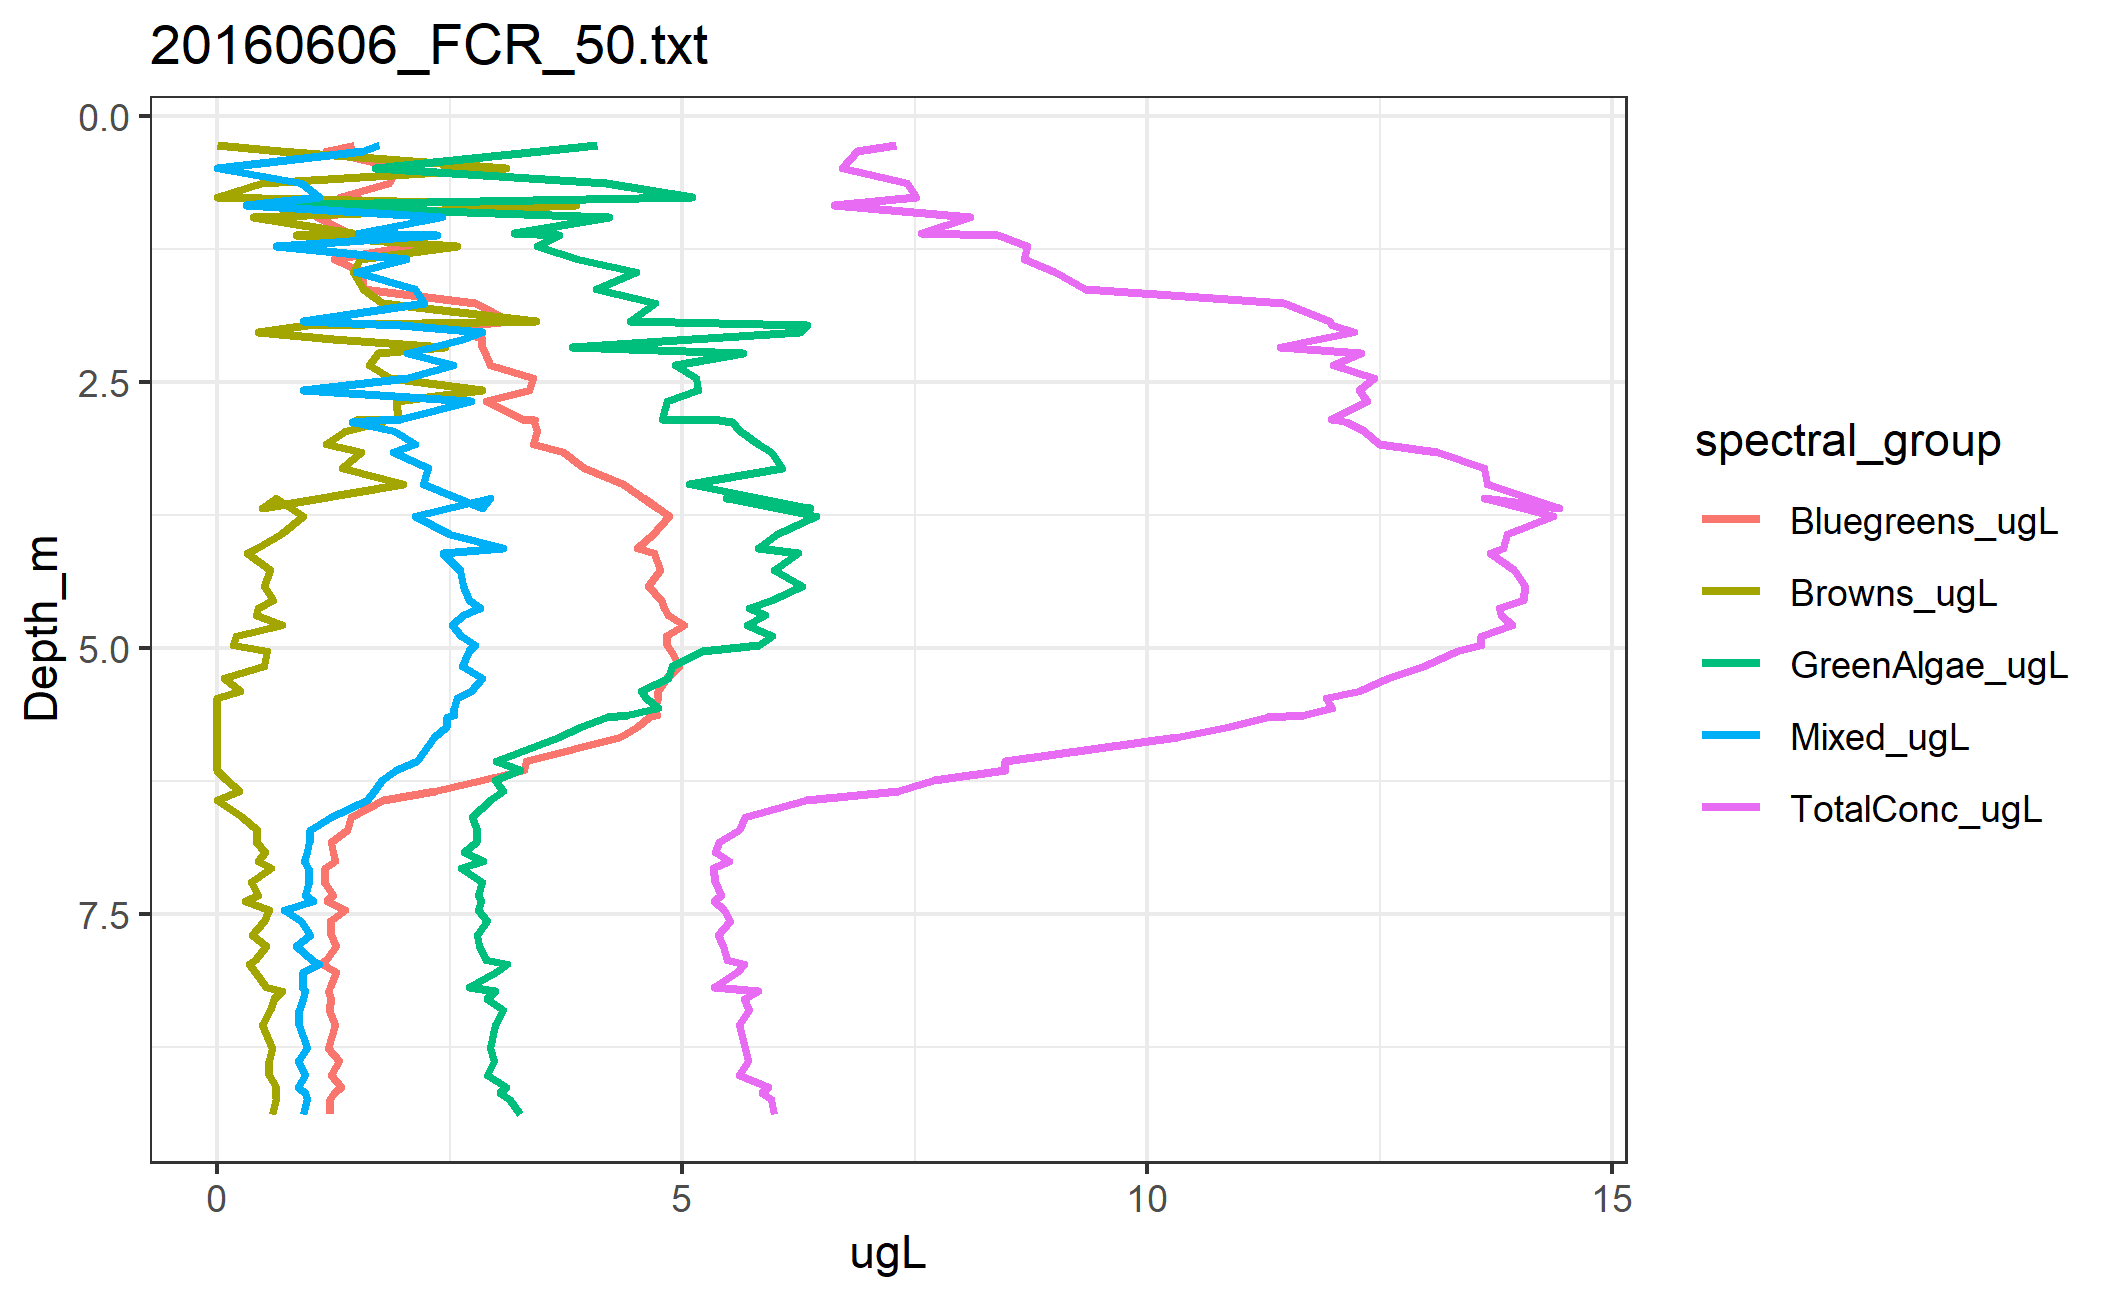 20160606_FCR_50.txt
0.0
2.5
5.0
7.5
Depth_m
0 5 10 15
ugL
spectral_group
Bluegreens_ugL
Browns_ugL
GreenAlgae_ugL
Mixed_ugL
TotalConc_ugL